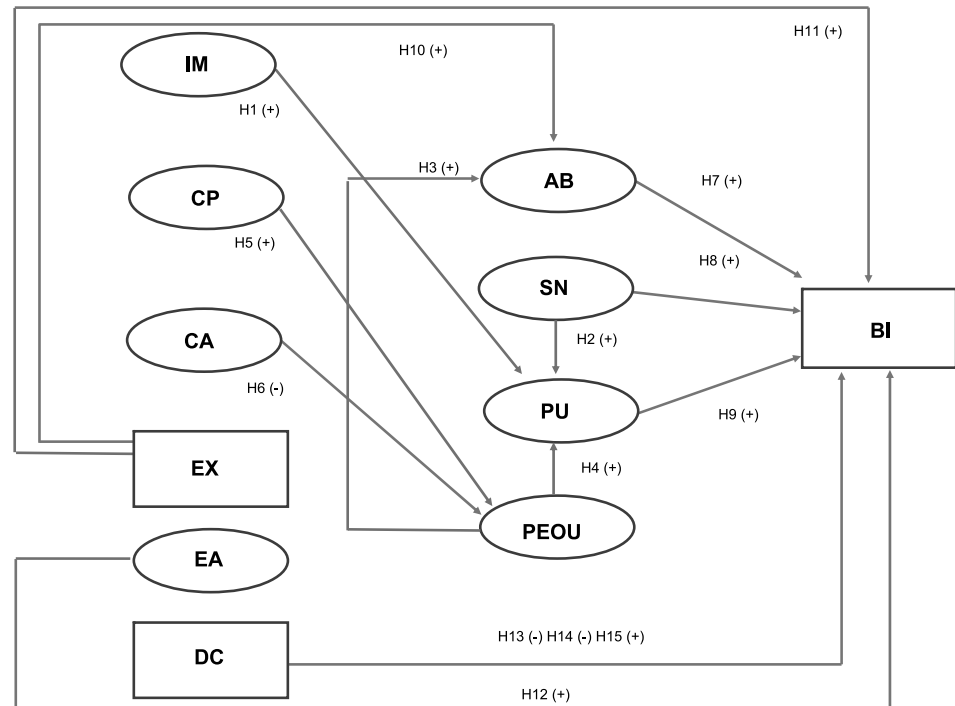 H11 (+)
H10 (+)
IM
H1 (+)
H3 (+)
AB
H7 (+)
CP
H5 (+)
H8 (+)
SN
BI
CA
H2 (+)
H6 (-)
PU
H9 (+)
EX
H4 (+)
PEOU
EA
H13 (-) H14 (-) H15 (+)
DC
H12 (+)